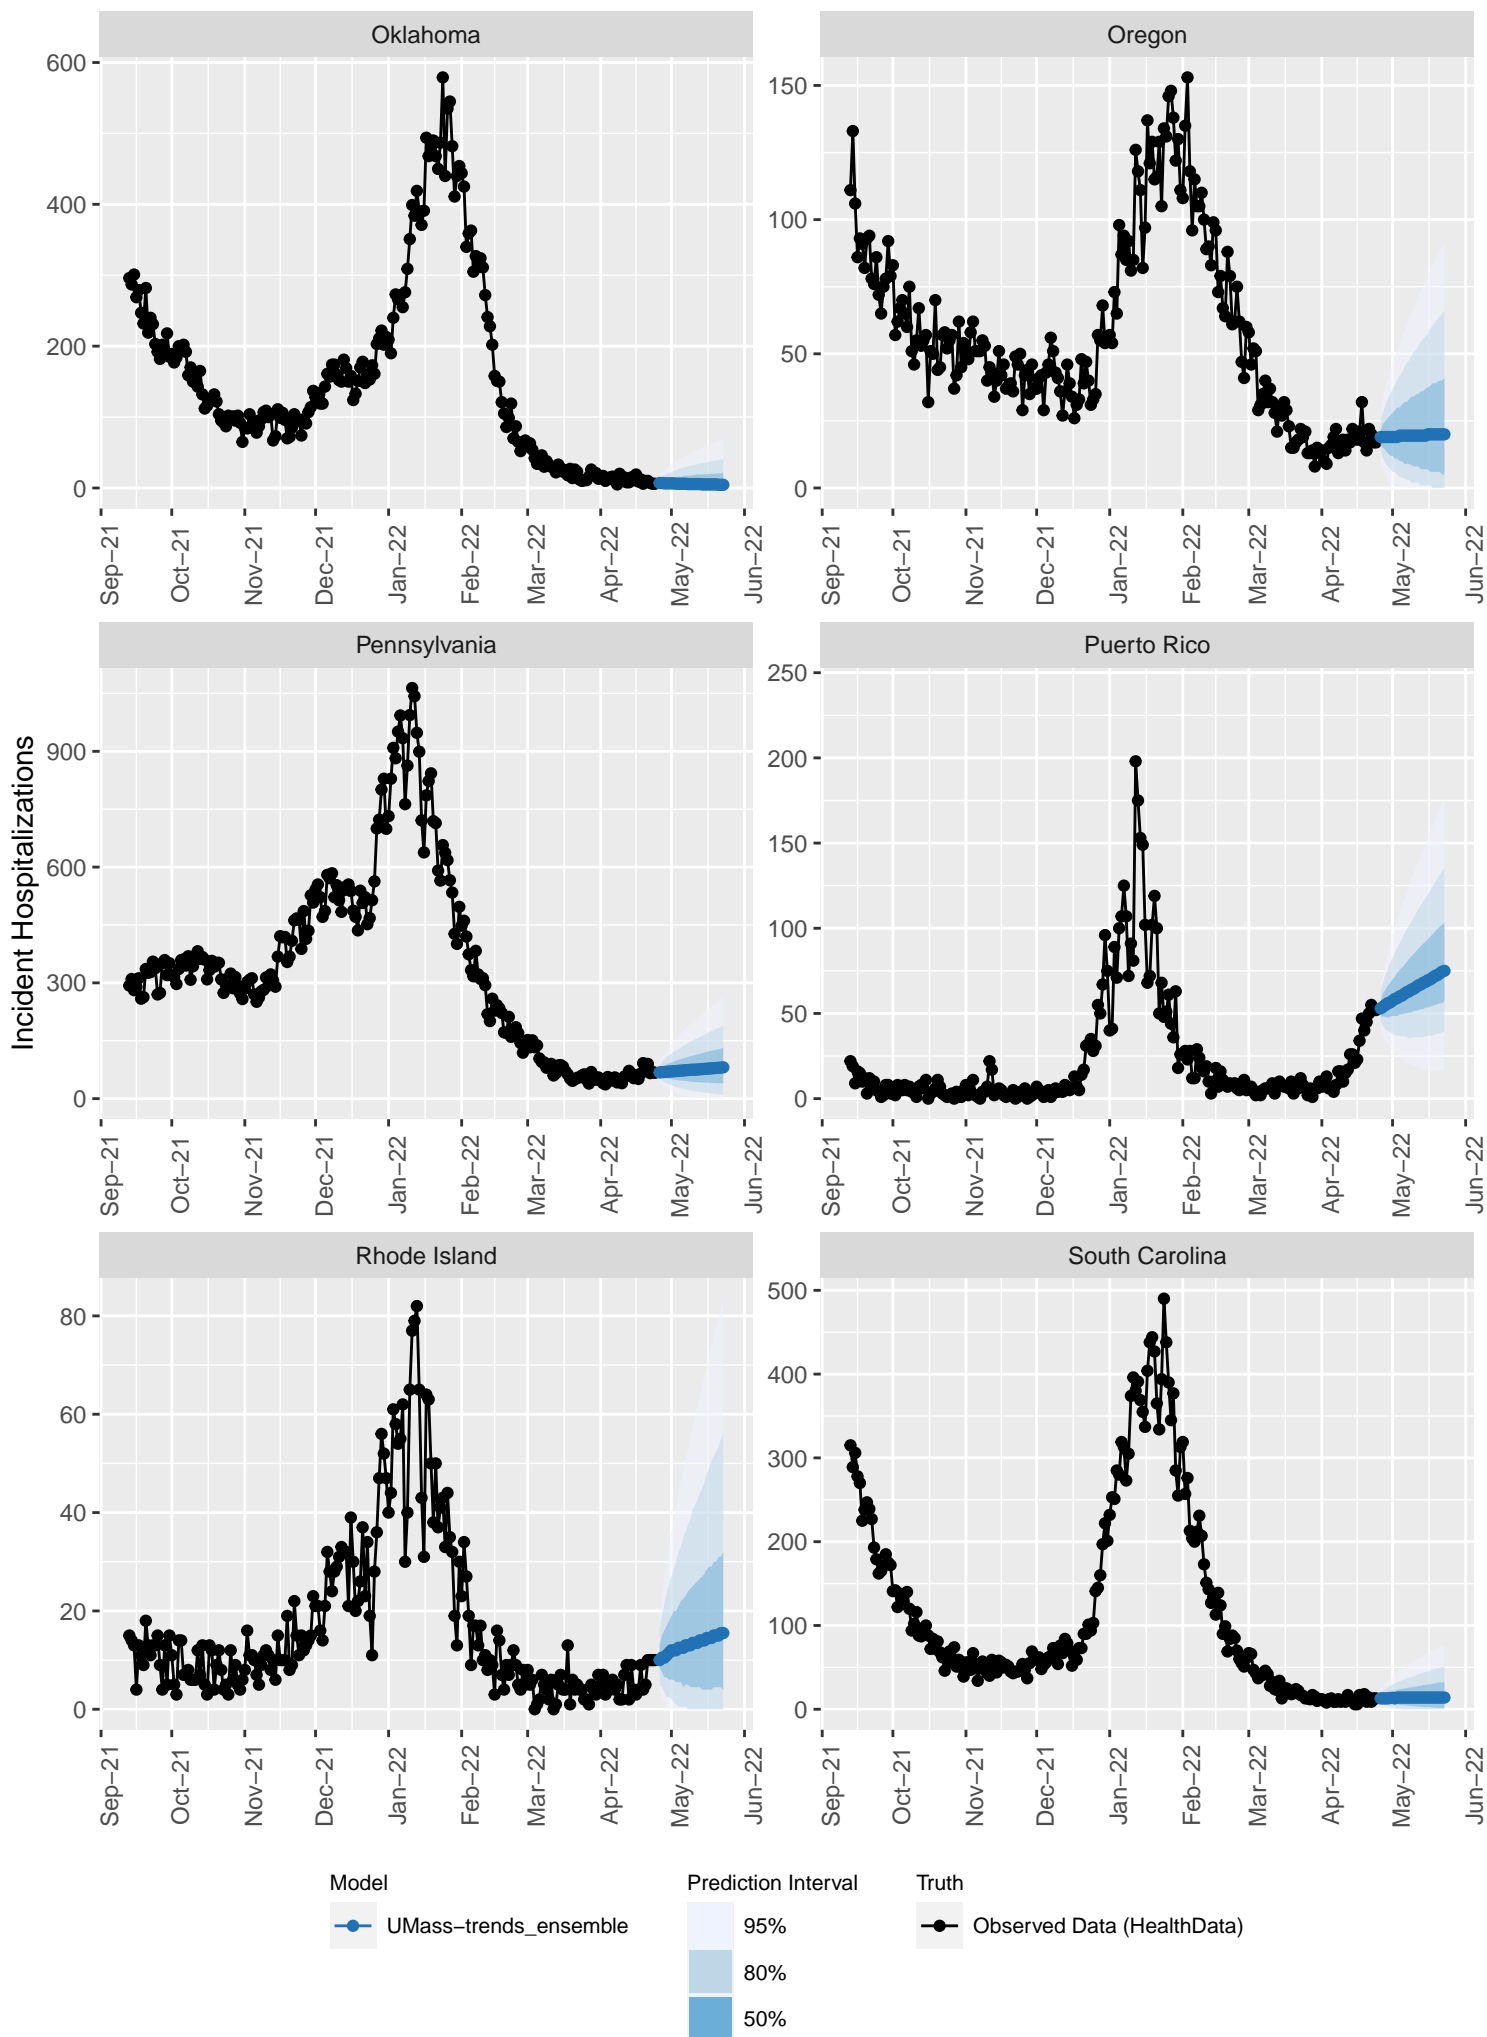 Oklahoma
Oregon
600
400
200
0
150
100
50
0
Sep−21
Oct−21
Nov−21
Dec−21
Jan−22
Feb−22
Mar−22
Apr−22
May−22
Jun−22
Sep−21
Oct−21
Nov−21
Dec−21
Jan−22
Feb−22
Mar−22
Apr−22
May−22
Jun−22
Incident Hospitalizations
Pennsylvania
Puerto Rico
900
600
300
0
250
200
150
100
50
0
Sep−21
Oct−21
Nov−21
Dec−21
Jan−22
Feb−22
Mar−22
Apr−22
May−22
Jun−22
Sep−21
Oct−21
Nov−21
Dec−21
Jan−22
Feb−22
Mar−22
Apr−22
May−22
Jun−22
Rhode Island
South Carolina
80
60
40
20
0
500
400
300
200
100
0
Sep−21
Oct−21
Nov−21
Dec−21
Jan−22
Feb−22
Mar−22
Apr−22
May−22
Jun−22
Sep−21
Oct−21
Nov−21
Dec−21
Jan−22
Feb−22
Mar−22
Apr−22
May−22
Jun−22
Model
UMass−trends_ensemble
Prediction Interval
95%
80%
50%
Truth
Observed Data (HealthData)